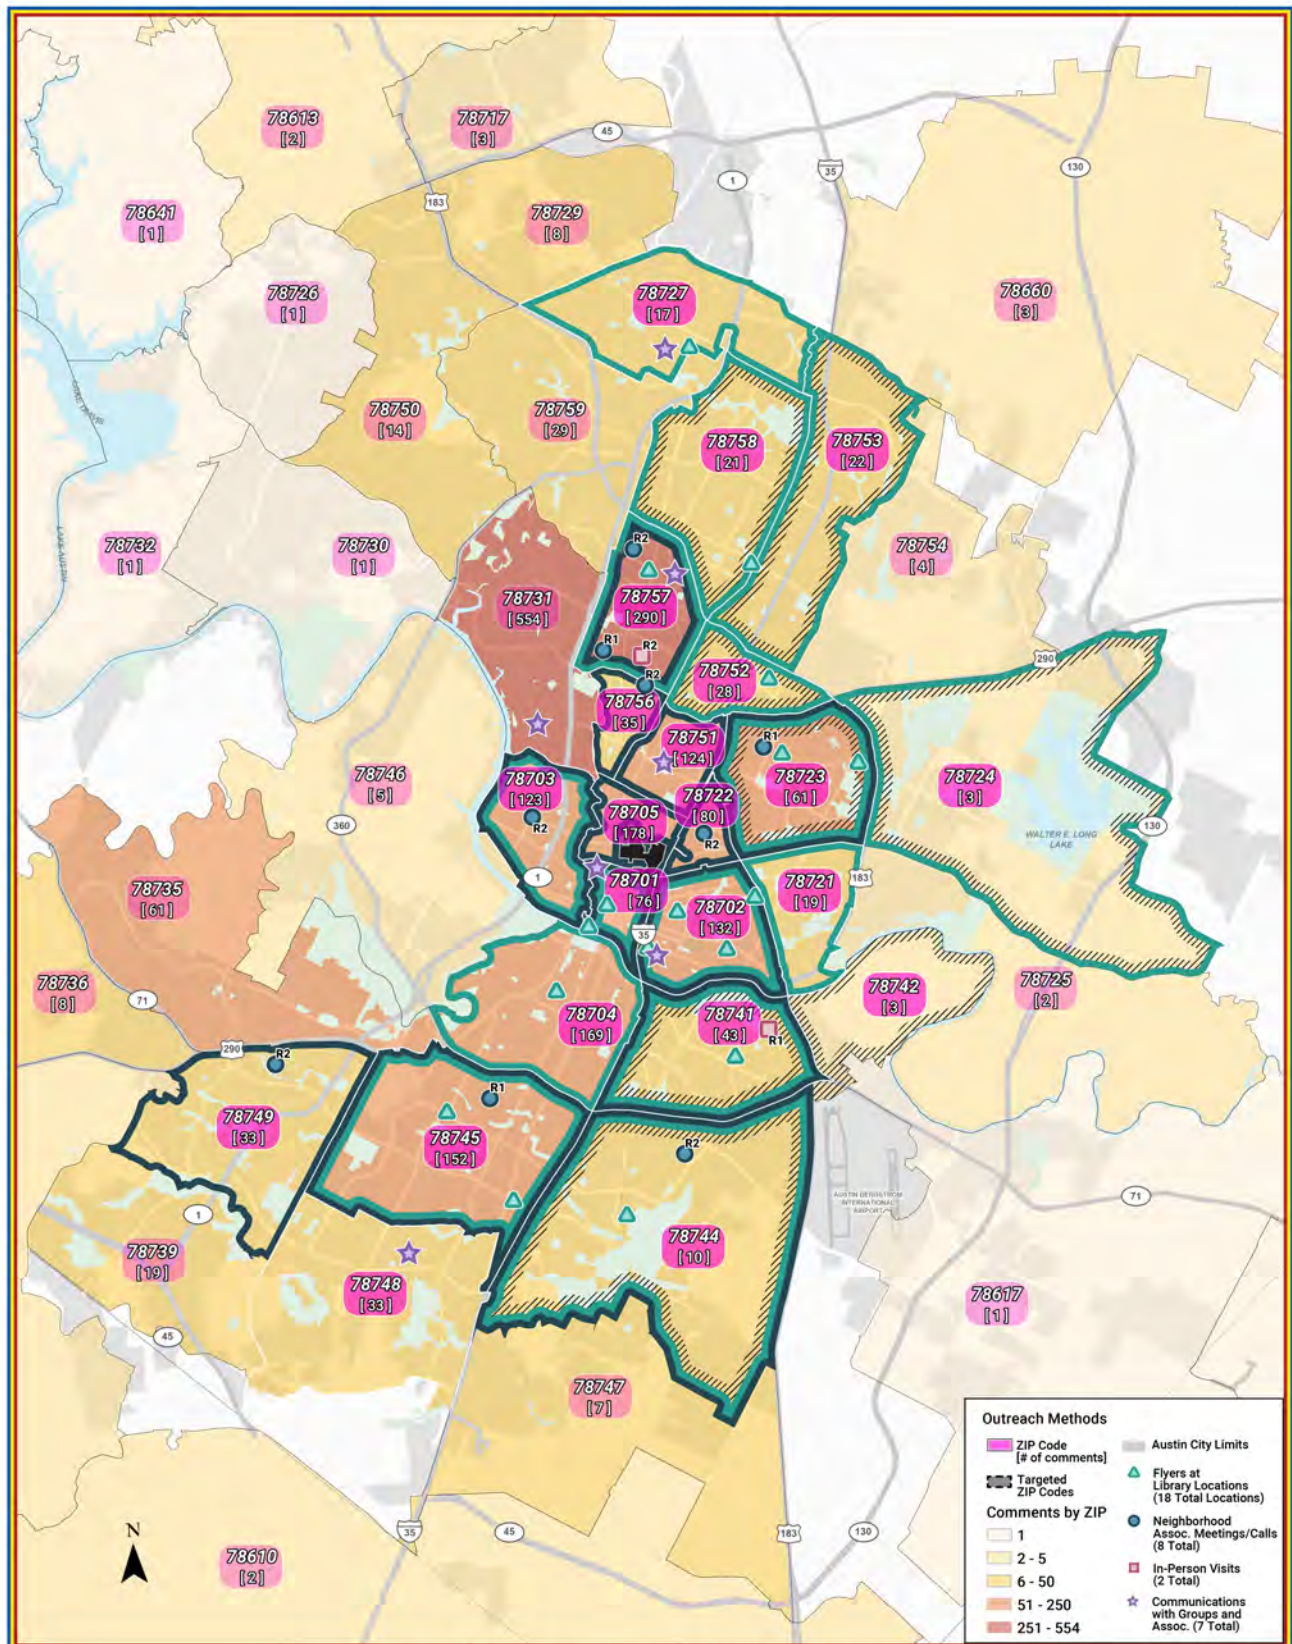 78613
[2]
78717
[3]
45
183
1
35
130
78641
[1]
78729
[8]
78726
[1]
78727
[17]
78660
[3]
78750
[14]
78759
[29]
78758
[21]
78753
[22]
LAKE TRAVIS
LAKE AUSTIN
78732
[1]
78730
[1]
78754
[4]
R2
78731
[554]
78757
[290]
R1
R2
R2
290
78752
[28]
78756
[35]
78751
[124]
R1
78746
[5]
78703
[123]
78723
[61]
78724
[3]
78722
[80]
78705
[178]
R2
R2
360
130
WALTER E. LONG
LAKE
1
78735
[61]
78701
[76]
78721
[19]
183
78702
[132]
35
78736
[8]
71
78742
[3]
78725
[2]
78704
[169]
78741
[43]
R1
290
R2
R1
78749
[33]
78745
[152]
R2
AUSTIN BERGSTROM
INTERNATIONAL
AIRPORT
71
1
78739
[19]
78744
[10]
78748
[33]
78617
[1]
45
78747
[7]
N
35
45
183
130
78610
[2]
Outreach Methods
ZIP Code
[# of comments]
Targeted
ZIP Codes
Comments by ZIP
1
2 - 5
6 - 50
51 - 250
251 - 554
Austin City Limits
Flyers at
Library Locations
(18 Total Locations)
Neighborhood
Assoc. Meetings/Calls
(8 Total)
In-Person Visits
(2 Total)
Communications
with Groups and
Assoc. (7 Total)